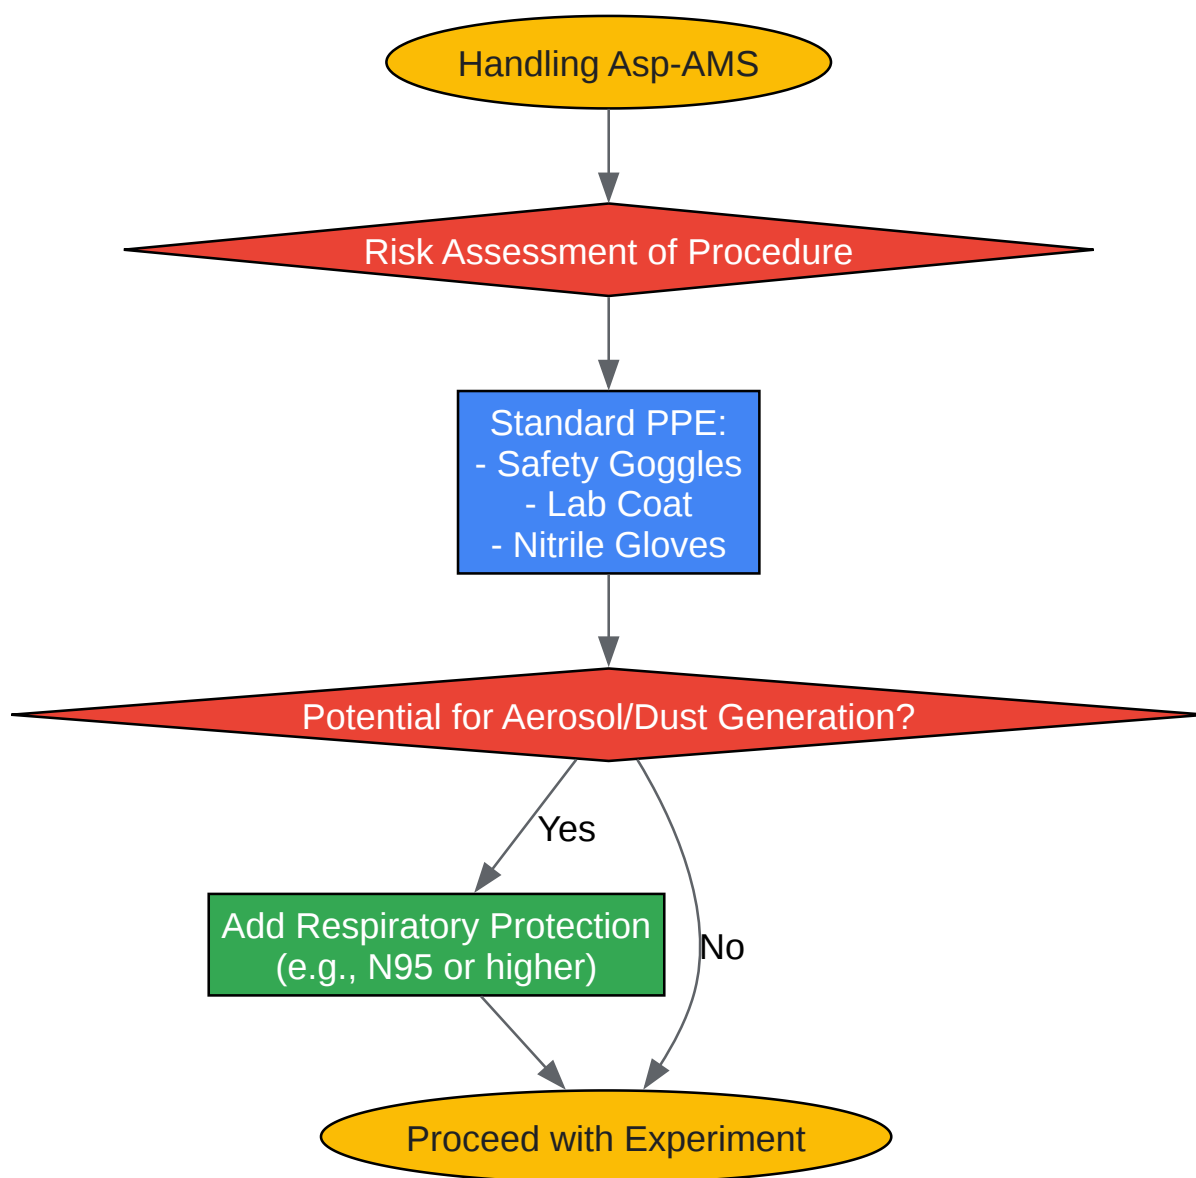 Handling Asp-AMS
Risk Assessment of Procedure
Standard PPE:
- Safety Goggles
- Lab Coat
- Nitrile Gloves
Potential for Aerosol/Dust Generation?
Yes
Add Respiratory Protection
(e.g., N95 or higher)
No
Proceed with Experiment